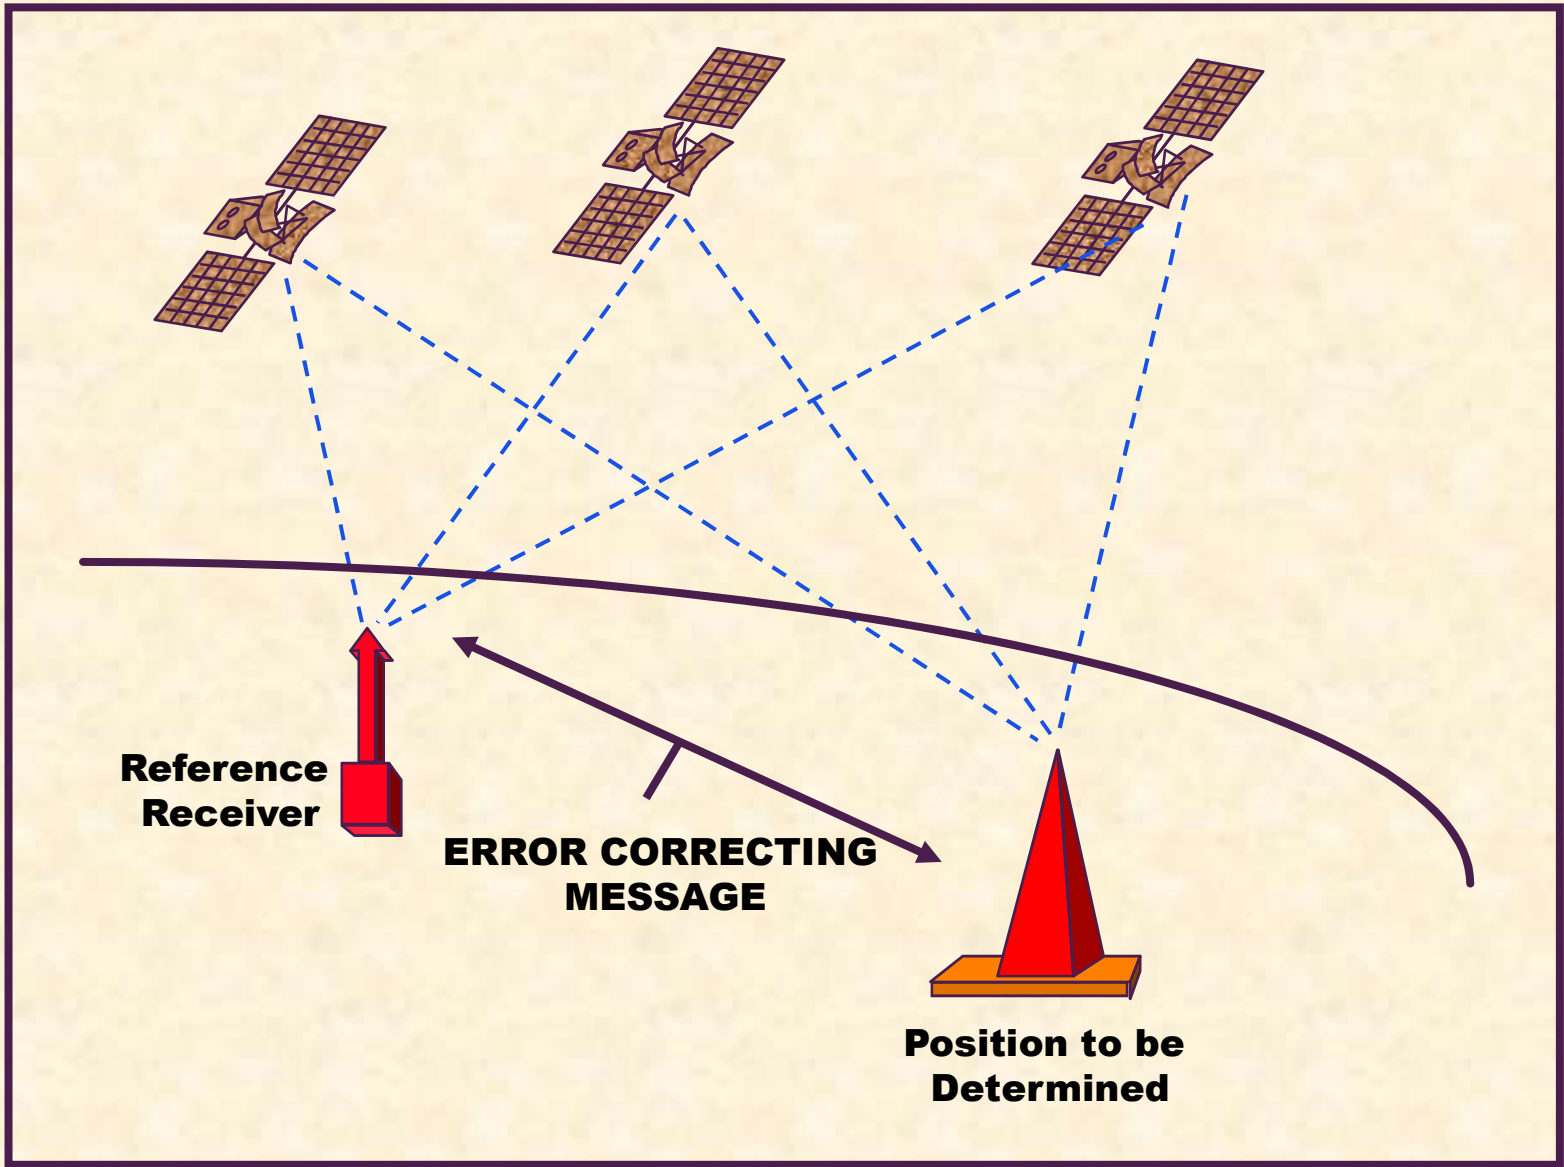 Reference
Receiver
ERROR CORRECTING
MESSAGE
Position to be
Determined